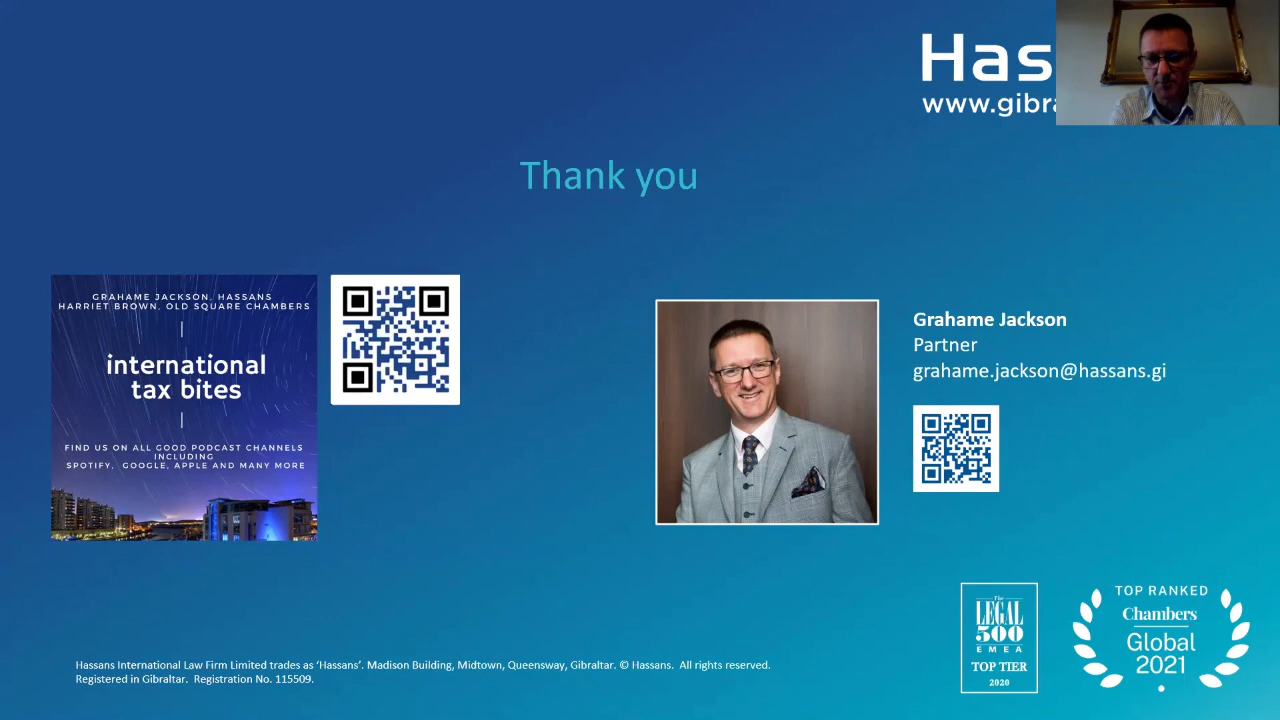 Has
www.gibra
Thank you
GRAHAME JACKSON, HASSANS
HARRIET BROWN, OLD SQUARE CHAMBERS
international
tax bites
FIND US ON ALL GOOD PODCAST CHANNELS
INCLUDING
SPOTIFY, GOOGLE, APPLE AND MANY MORE
Grahame Jackson
Partner
grahame.jackson@hassans.gi
The
LEGAL
500
EMEA
TOP TIER
2020
TOP RANKED
Chambers
Global
2021
Hassans International Law Firm Limited trades as ‘Hassans’. Madison Building, Midtown, Queensway, Gibraltar. © Hassans. All rights reserved.
Registered in Gibraltar. Registration No. 115509.